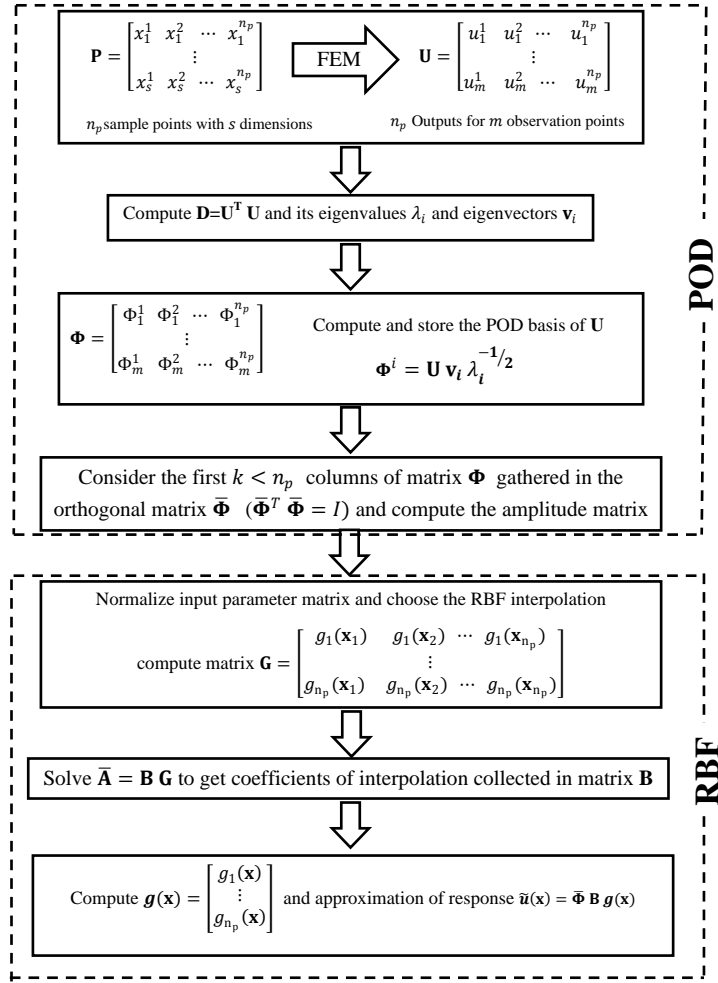 𝐏 = [x_1^1 x_1^2 ⋯ x_1^{n_p} ⋮ x_s^1 x_s^2 ⋯ x_s^{n_p}]
FEM
𝐔 = [u_1^1 u_1^2 ⋯ u_1^{n_p} ⋮ u_m^1 u_m^2 ⋯ u_m^{n_p}]
n_p sample points with s dimensions
n_p Outputs for m observation points
Compute 𝐃=𝐔^𝐓 𝐔 and its eigenvalues λ_i and eigenvectors 𝐯_i
𝚽 = [Φ_1^1 Φ_1^2 ⋯ Φ_1^{n_p} ⋮ Φ_m^1 Φ_m^2 ⋯ Φ_m^{n_p}]
Compute and store the POD basis of 𝐔
𝚽^i = 𝐔 𝐯_i λ_i^{-1/2}
Consider the first k < n_p columns of matrix 𝚽 gathered in the
orthogonal matrix 𝚽̅ (𝚽̅^T 𝚽̅ = I) and compute the amplitude matrix
POD
Normalize input parameter matrix and choose the RBF interpolation
compute matrix 𝐆 = [g_1(𝐱_1) g_1(𝐱_2) ⋯ g_1(𝐱_{n_p}) ⋮ g_{n_p}(𝐱_1) g_{n_p}(𝐱_2) ⋯ g_{n_p}(𝐱_{n_p})]
Solve 𝐀̅ = 𝐁 𝐆 to get coefficients of interpolation collected in matrix 𝐁
Compute 𝒈(𝐱) = [g_1(𝐱) ⋮ g_{n_p}(𝐱)] and approximation of response 𝒖̃(𝐱) = 𝚽̅ 𝐁 𝒈(𝐱)
RBF